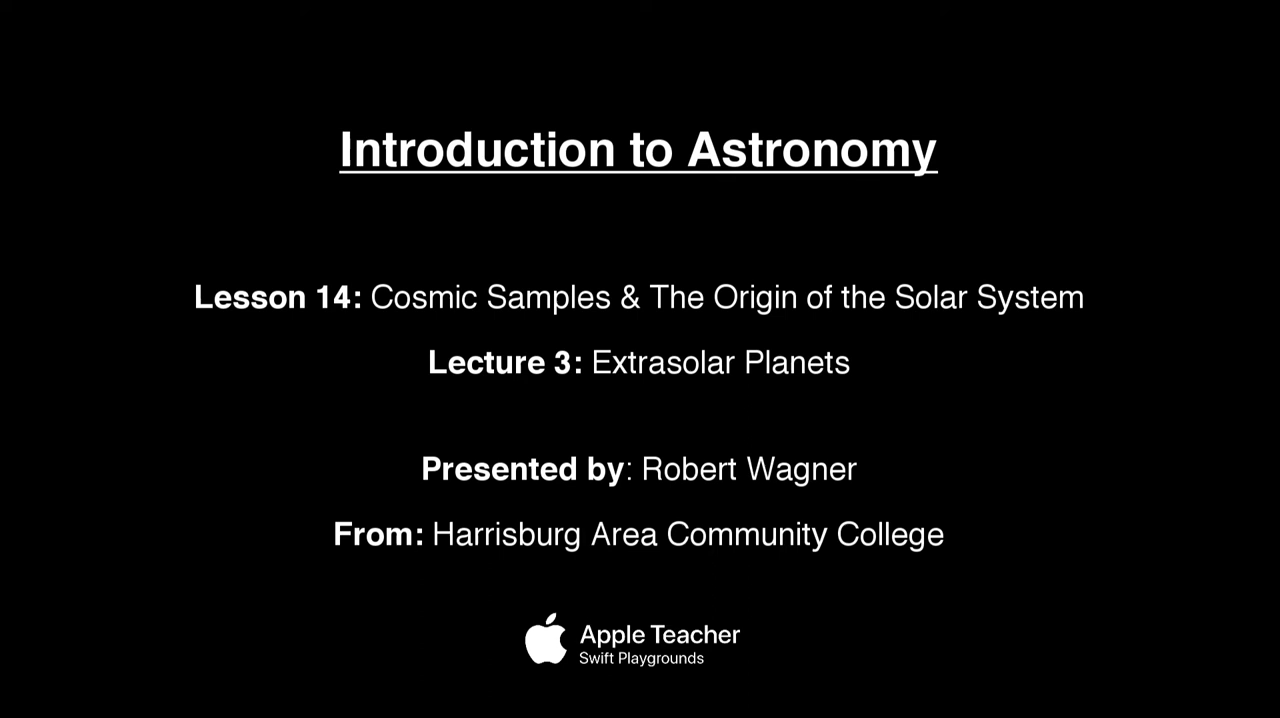 Introduction to Astronomy
Lesson 14: Cosmic Samples & The Origin of the Solar System
Lecture 3: Extrasolar Planets
Presented by: Robert Wagner
From: Harrisburg Area Community College
Apple Teacher
Swift Playgrounds